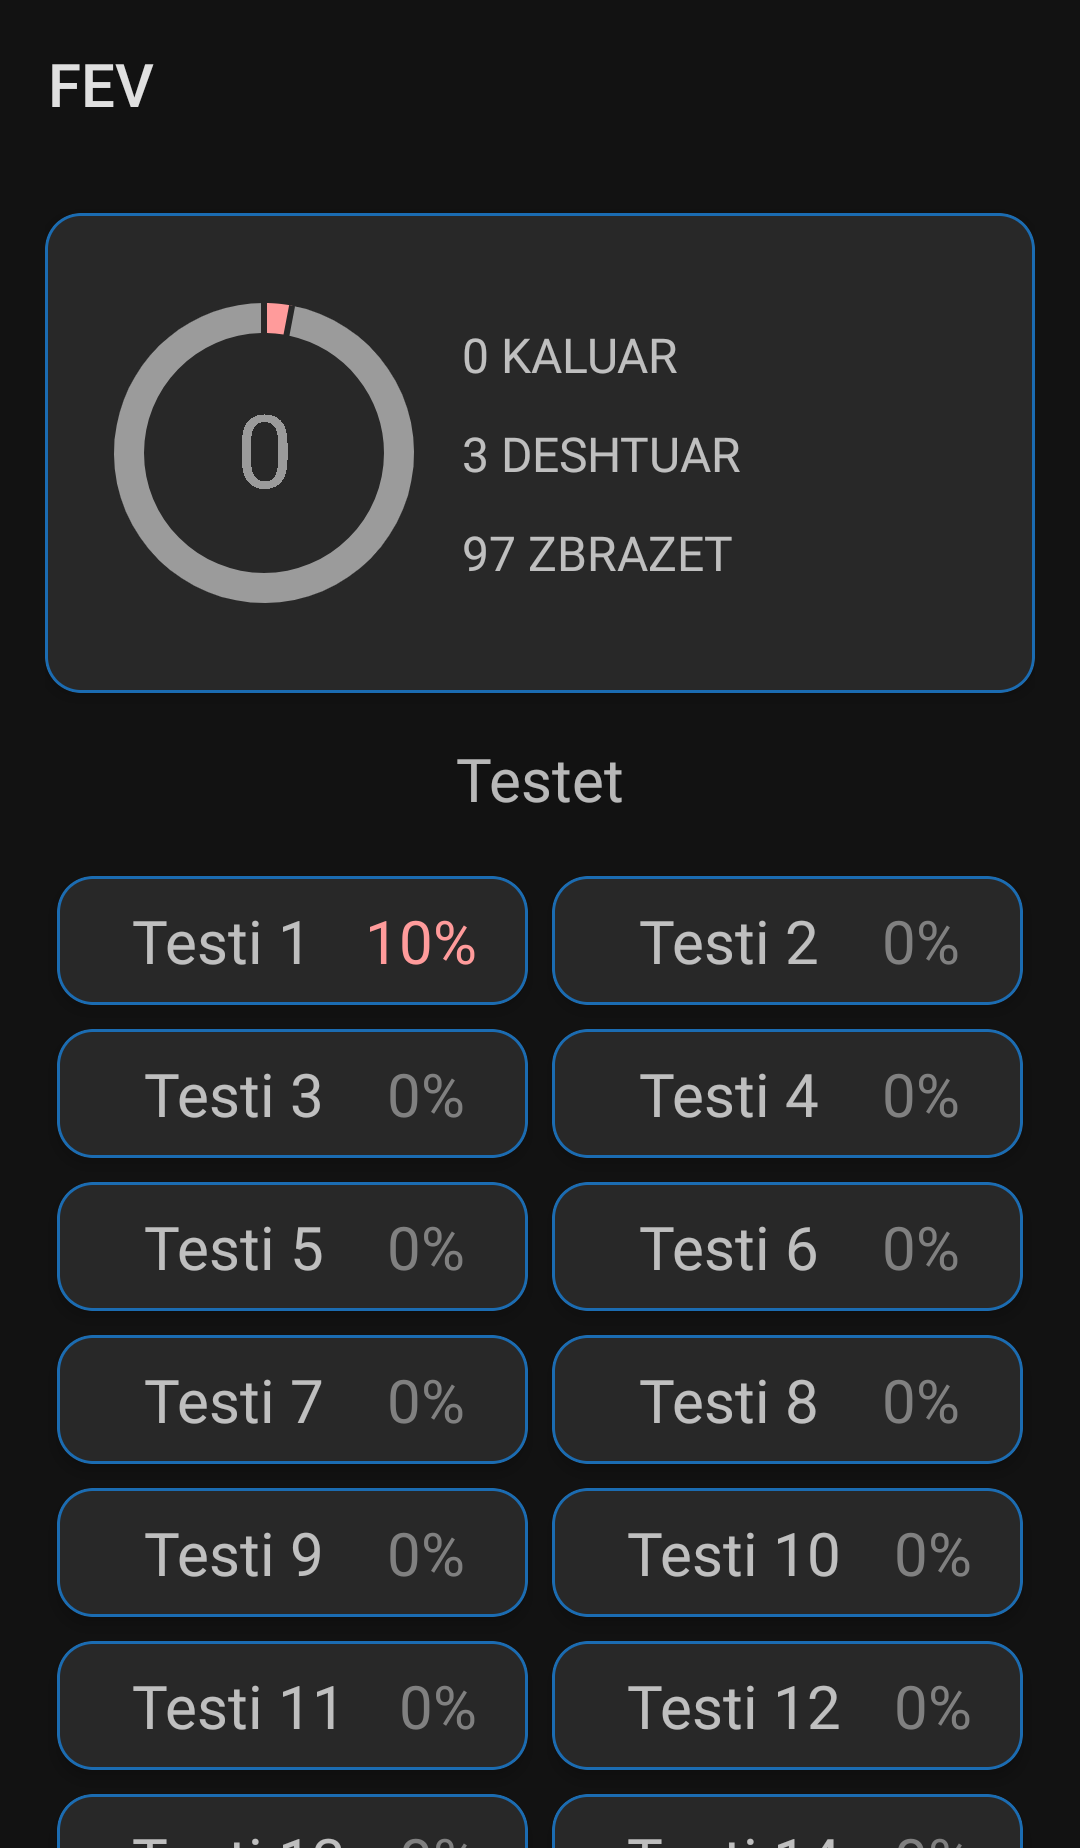 FEV
0
0 KALUAR
3 DESHTUAR
97 ZBRAZET
Testet
Testi 1 10%
Testi 2 0%
Testi 3 0%
Testi 4 0%
Testi 5 0%
Testi 6 0%
Testi 7 0%
Testi 8 0%
Testi 9 0%
Testi 10 0%
Testi 11 0%
Testi 12 0%